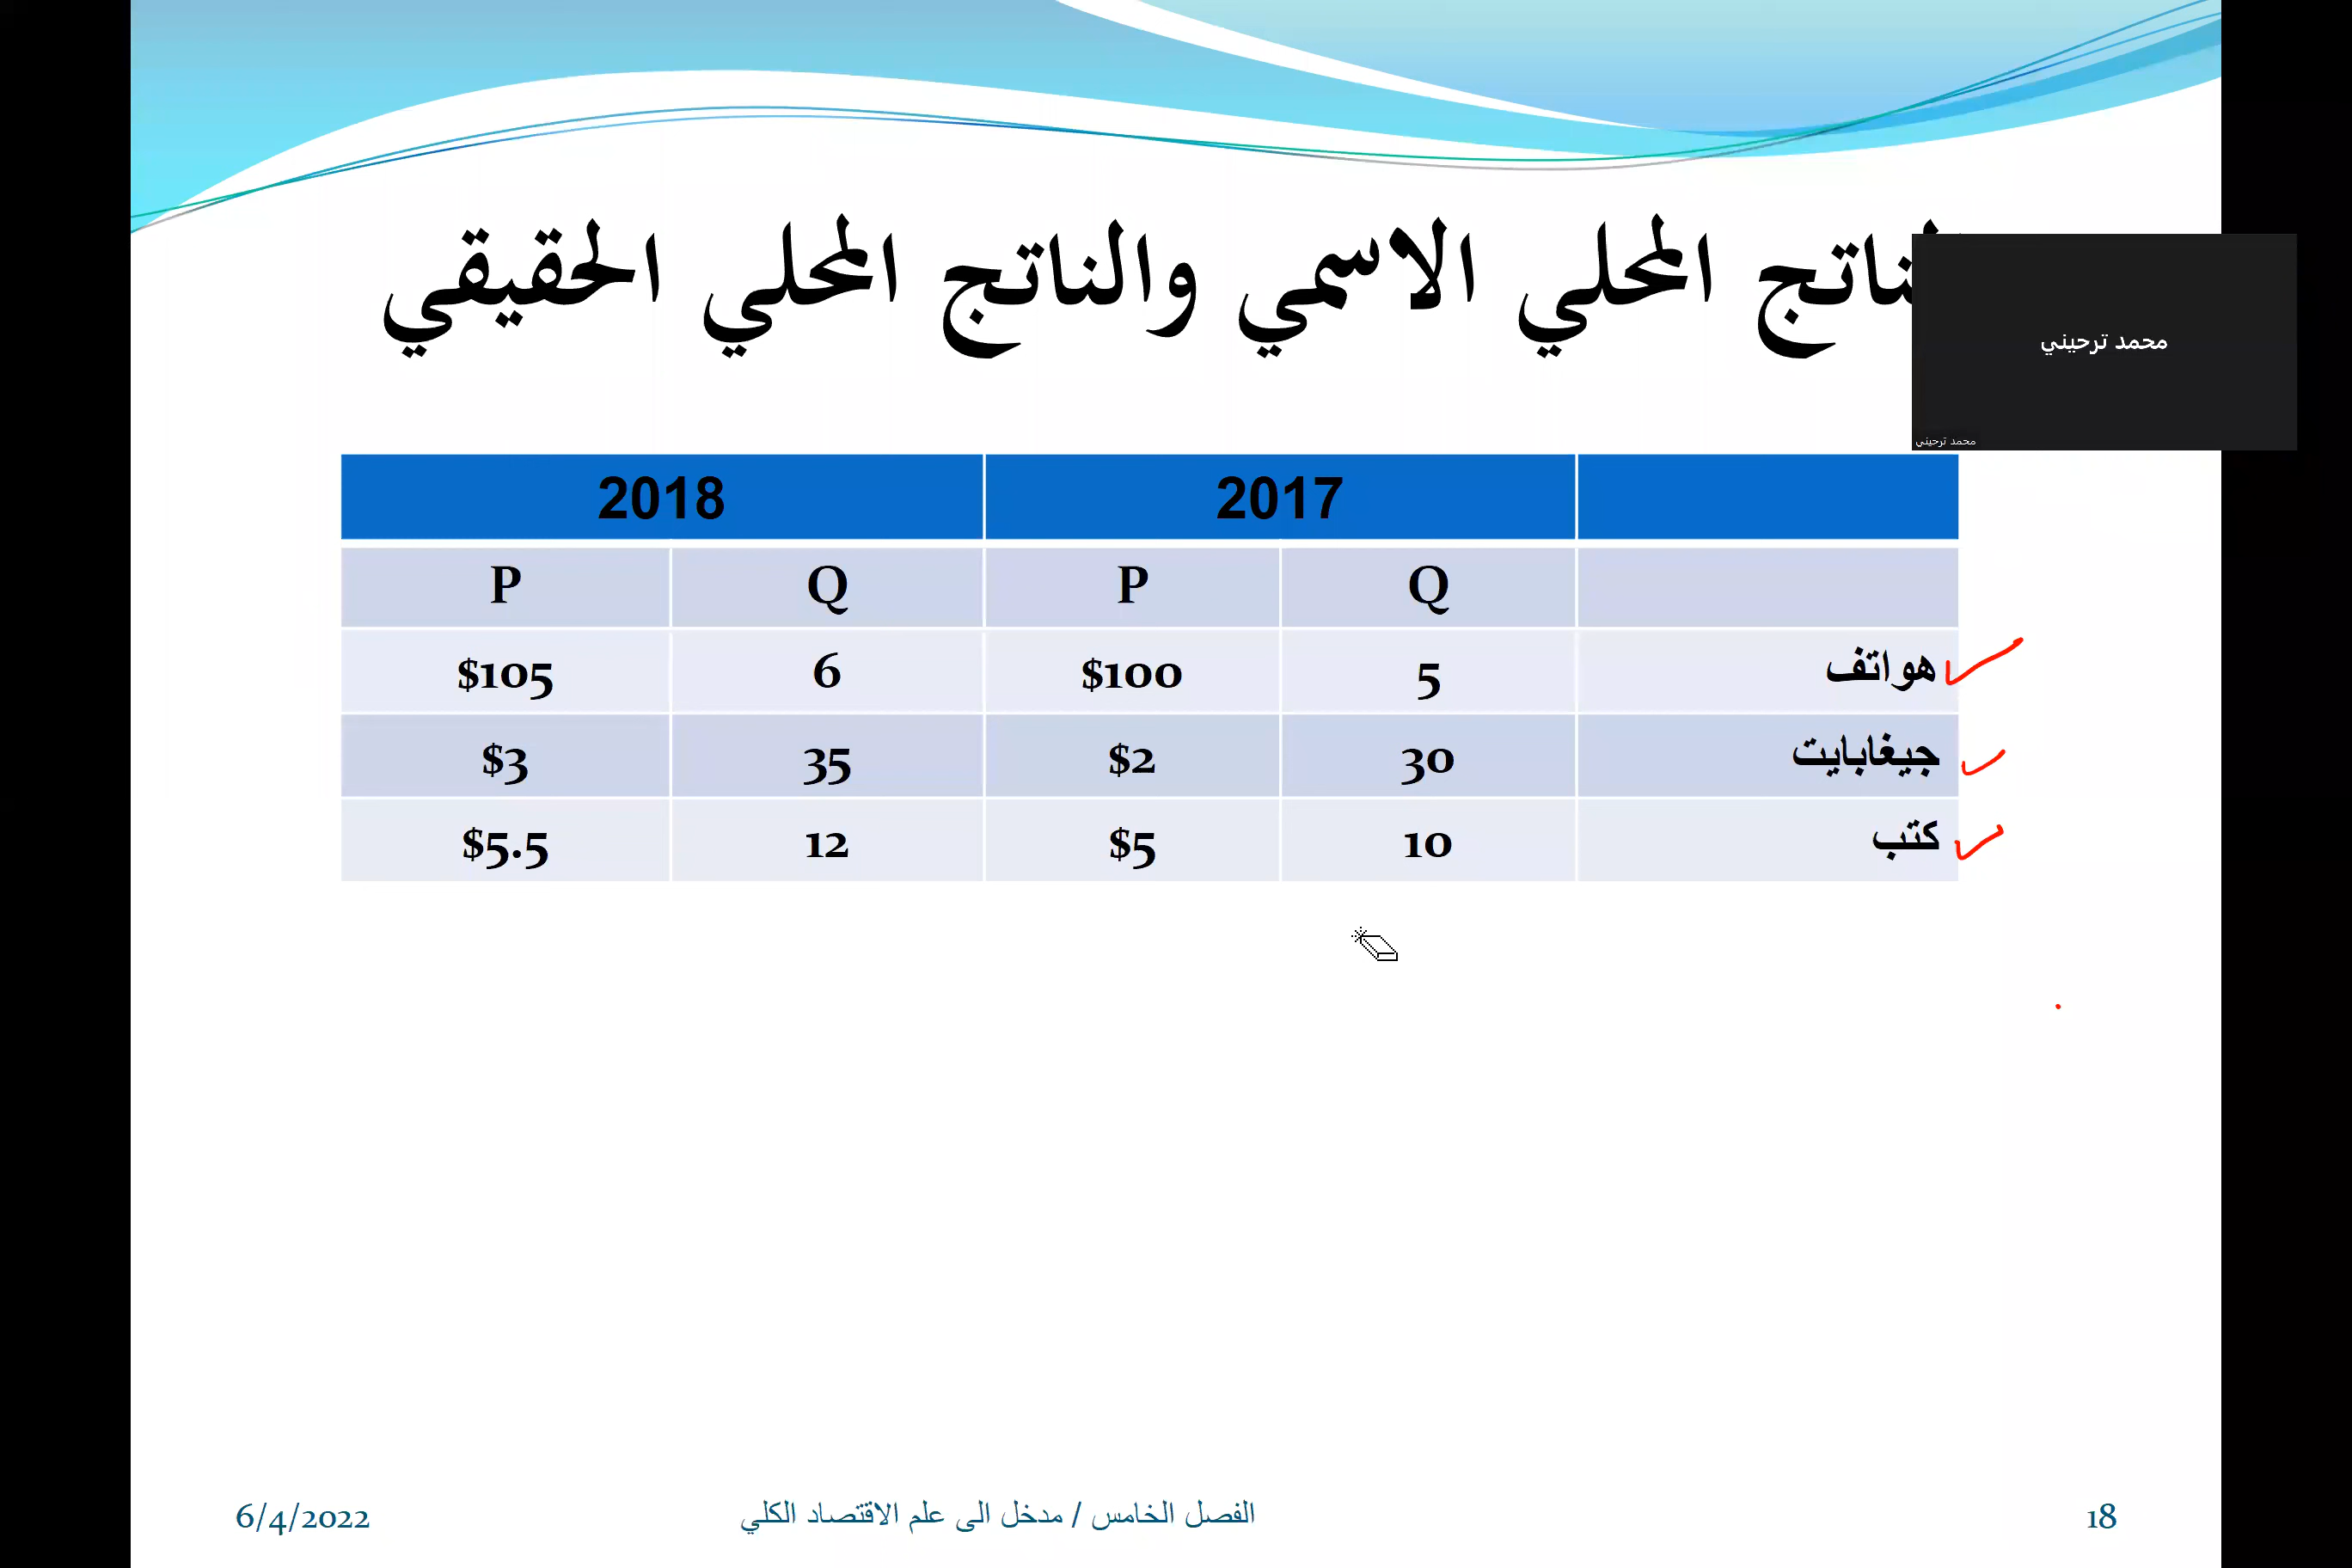 الناتج المحلي الاسمي والناتج المحلي الحقيقي
محمد ترحيني
محمد ترحيني
2017 2018
Q P Q P
هواتف 5 $100 6 $105
جيغابايت 30 $2 35 $3
كتب 10 $5 12 $5.5
18 الفصل الخامس / مدخل الى علم الاقتصاد الكلي 6/4/2022